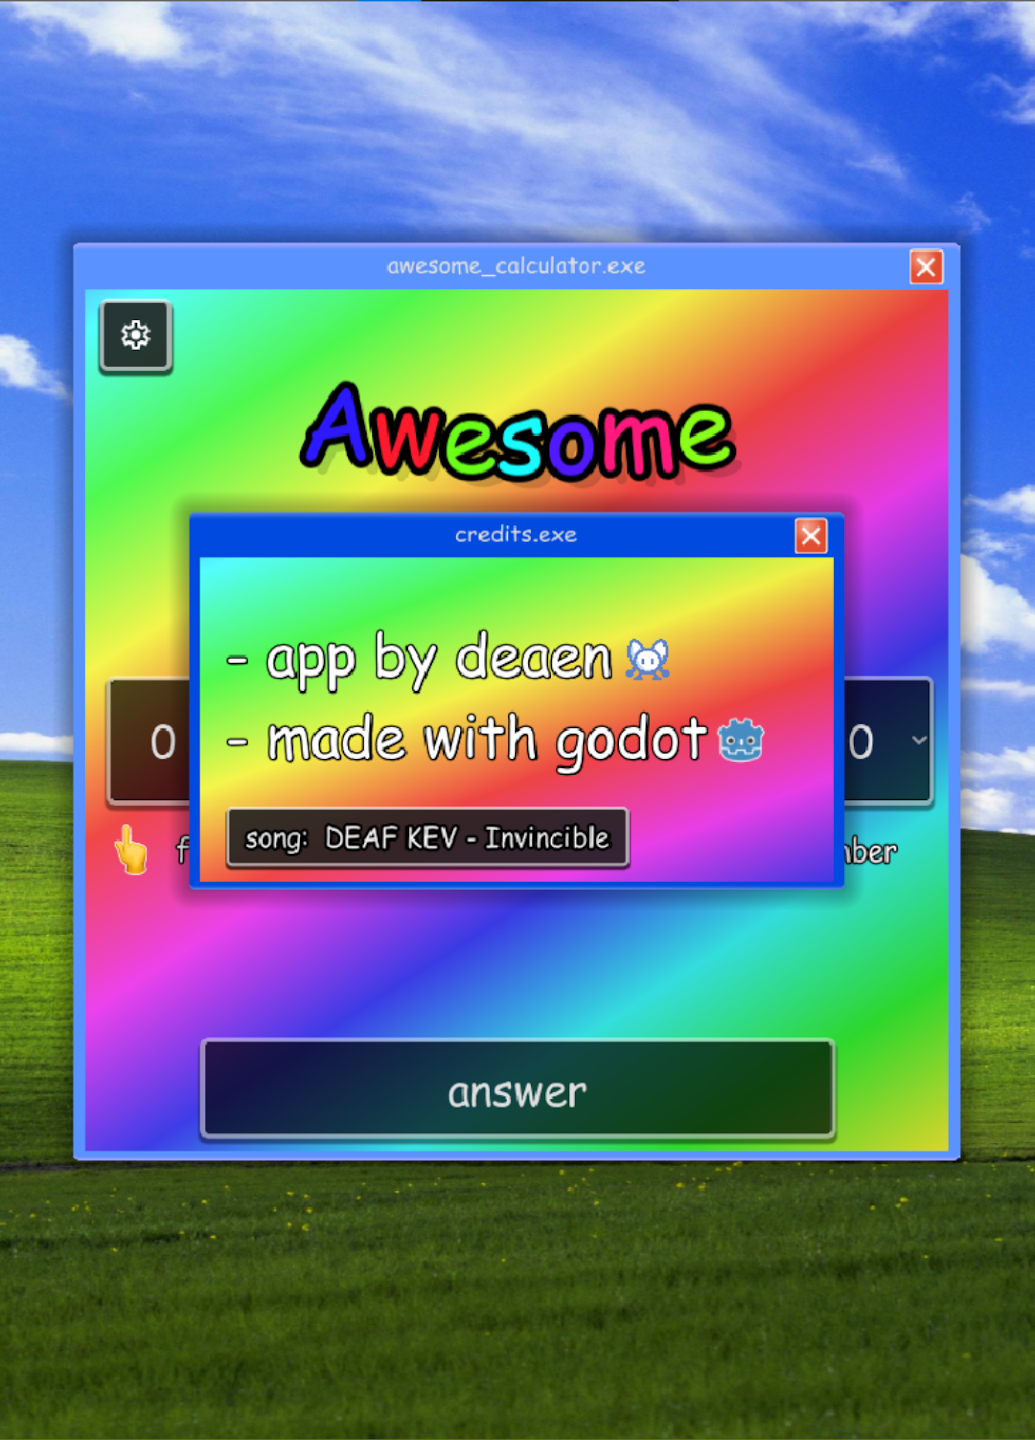 awesome_calculator.exe
Awesome
credits.exe
- app by deaen
- made with godot
song: DEAF KEV - Invincible
0
0
answer